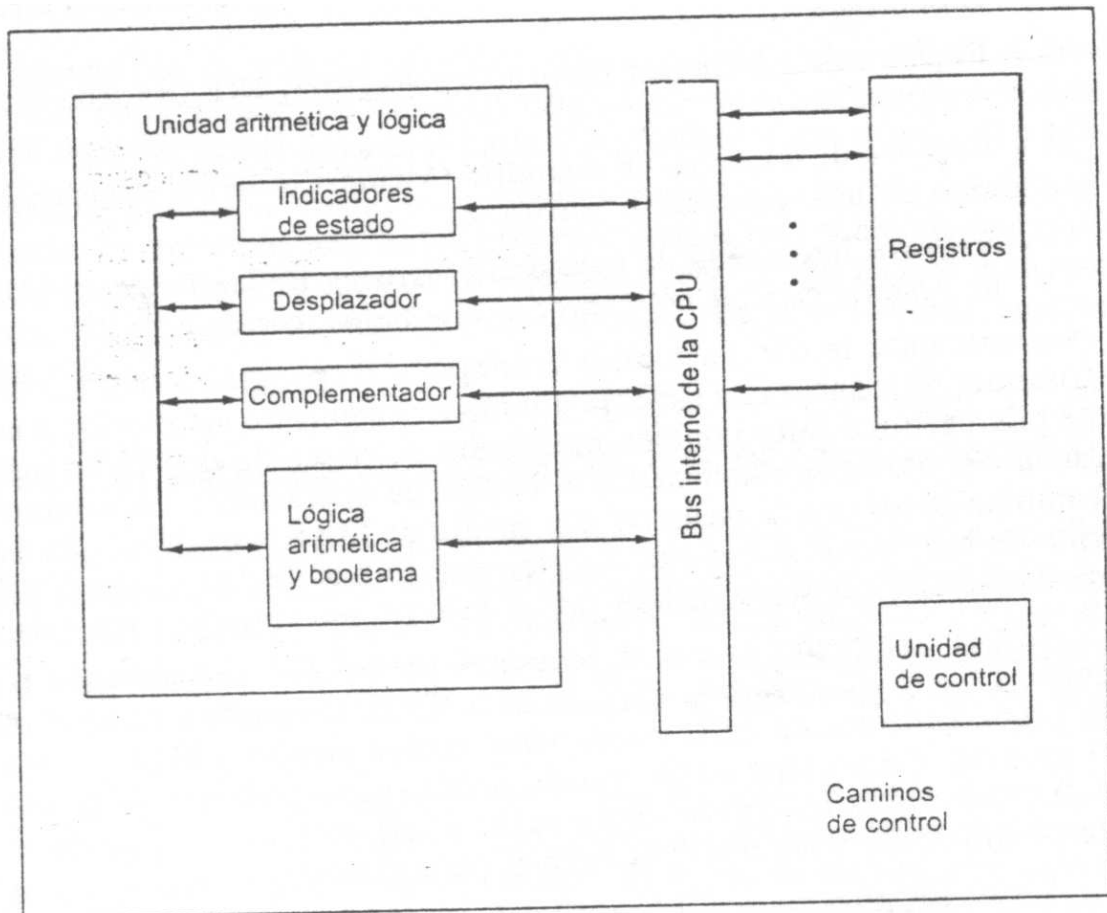 Unidad aritmética y lógica
Indicadores
de estado
Desplazador
Complementador
Lógica
aritmética
y booleana
Bus interno de la CPU
Registros
Unidad
de control
Caminos
de control